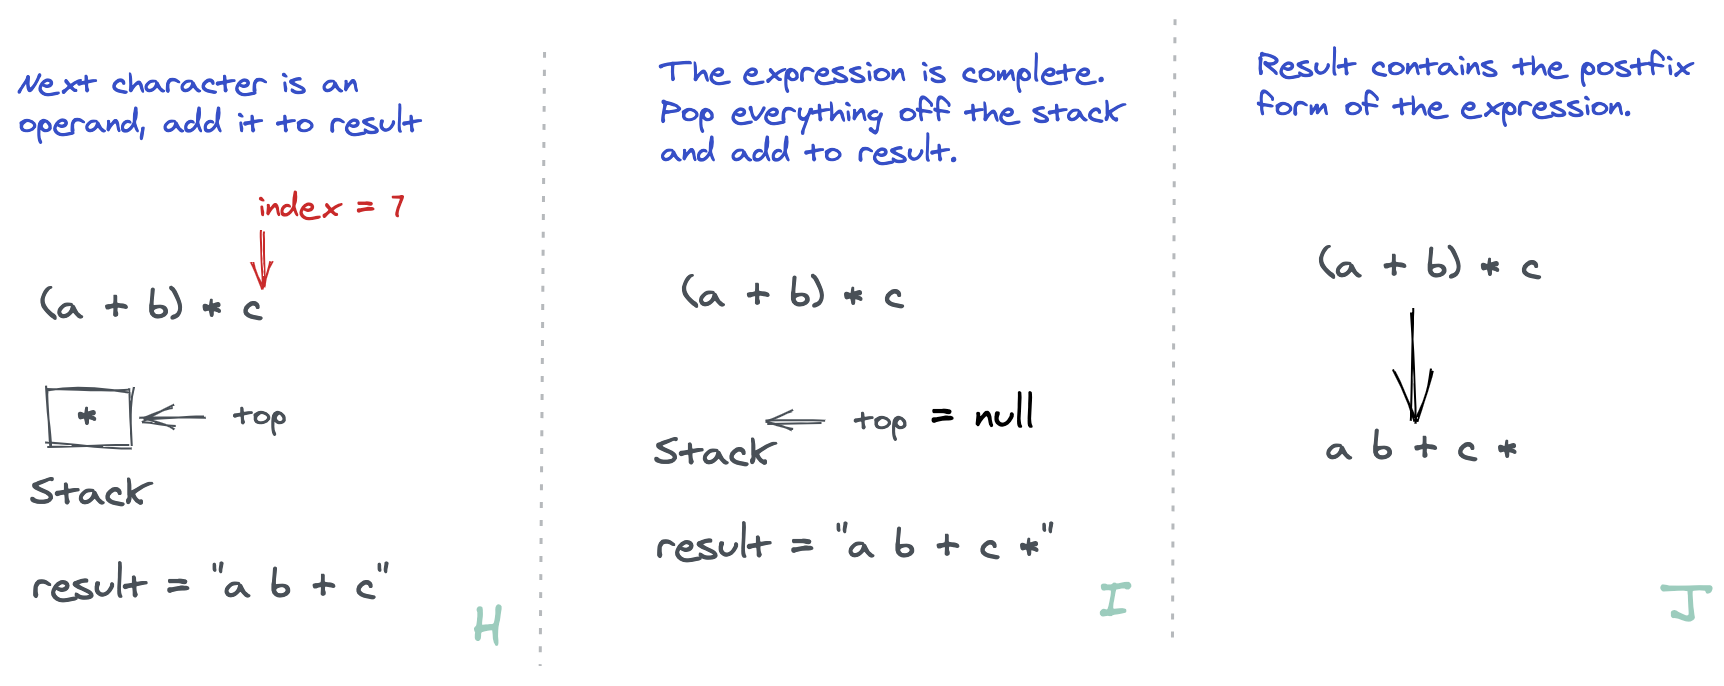 Next character is an
operand, add it to result
index = 7
(a + b) * c
*
top
Stack
result = "a b + c"
H
The expression is complete.
Pop everything off the stack
and add to result.
(a + b) * c
top = null
Stack
result = "a b + c *"
I
Result contains the postfix
form of the expression.
(a + b) * c
a b + c *
J